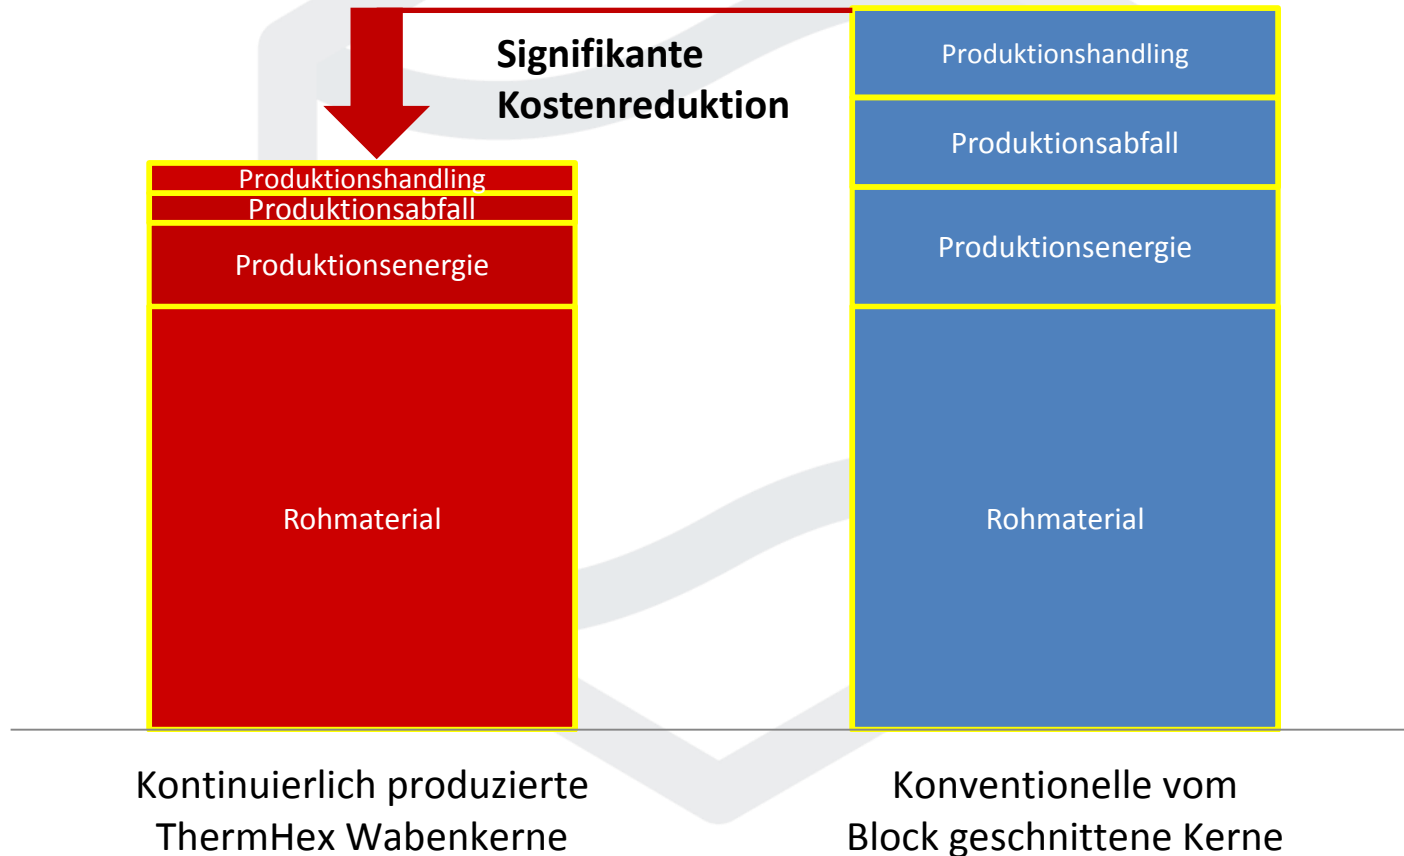 Signifikante
Kostenreduktion
Produktionshandling
Produktionsabfall
Produktionsenergie
Rohmaterial
Produktionshandling
Produktionsabfall
Produktionsenergie
Rohmaterial
Kontinuierlich produzierte
ThermHex Wabenkerne
Konventionelle vom
Block geschnittene Kerne